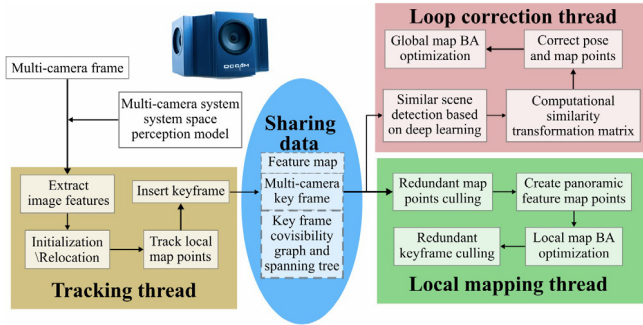 Multi-camera frame
Multi-camera system
system space
perception model
OCCAM
Extract
image features
Initialization
\Relocation
Track local
map points
Insert keyframe
Tracking thread
Sharing
data
Feature map
Multi-camera
key frame
Key frame
covisibility
graph and
spanning tree
Loop correction thread
Global map BA
optimization
Correct pose
and map points
Similar scene
detection based
on deep learning
Computational
similarity
transformation matrix
Redundant map
points culling
Create panoramic
feature map points
Redundant
keyframe culling
Local map BA
optimization
Local mapping thread